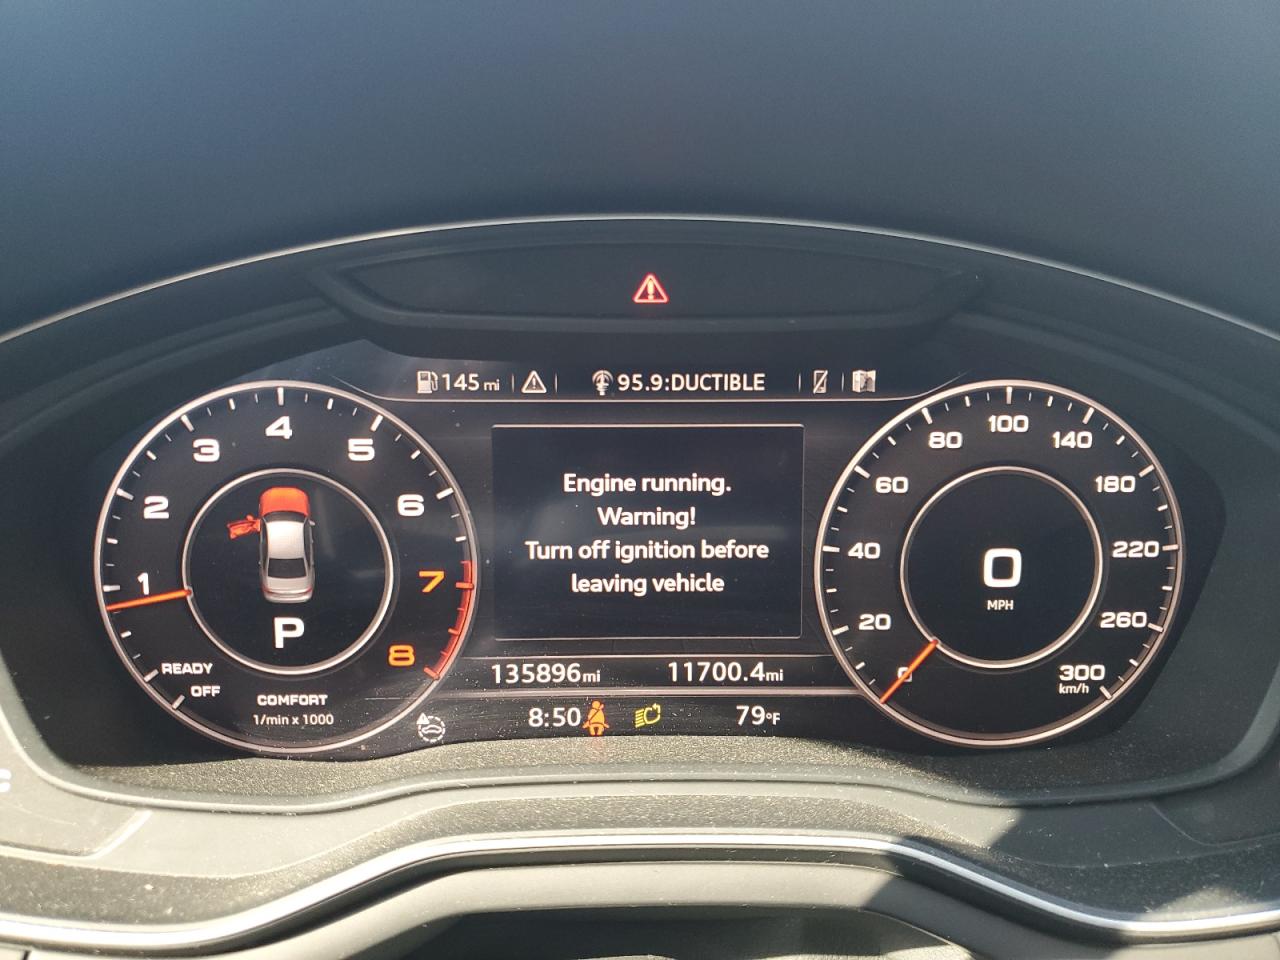 145 mi
95.9:DUCTIBLE
1
2
3
4
5
6
7
8
P
READY
OFF
COMFORT
1/min x 1000
Engine running.
Warning!
Turn off ignition before
leaving vehicle
135896mi
11700.4mi
8:50
79°F
0
20
40
60
80
100
140
180
220
260
300
km/h
0
MPH